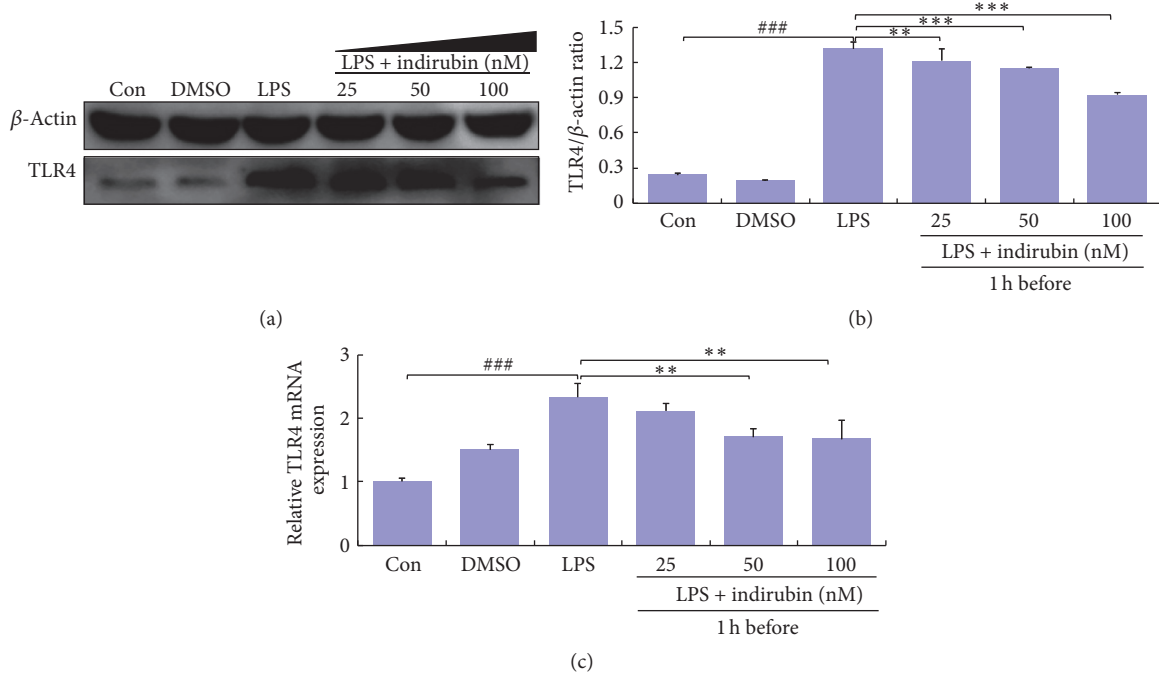 LPS + indirubin (nM)
Con DMSO LPS 25 50 100
β-Actin
TLR4
(a)
TLR4/β-actin ratio
1.5
1.2
0.9
0.6
0.3
0
###
**
***
***
Con DMSO LPS 25 50 100
LPS + indirubin (nM)
1 h before
(b)
Relative TLR4 mRNA
expression
3
2
1
0
###
**
**
Con DMSO LPS 25 50 100
LPS + indirubin (nM)
1 h before
(c)